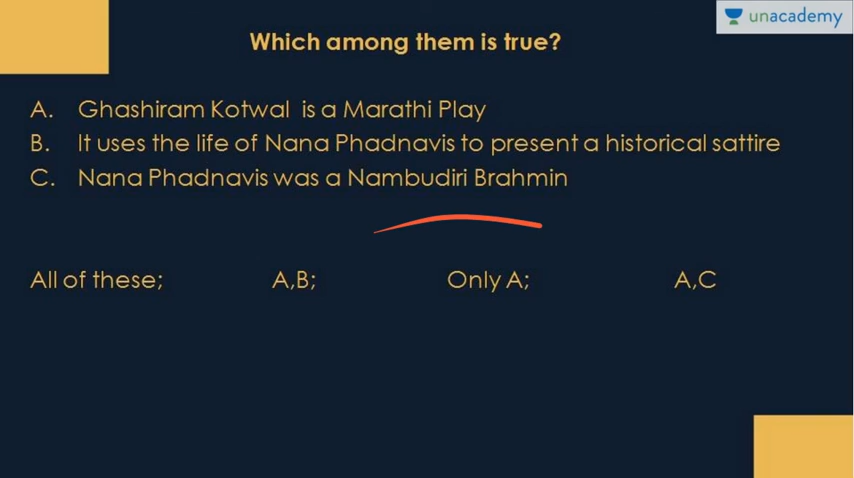 unacademy
Which among them is true?
A. Ghashiram Kotwal is a Marathi Play
B. It uses the life of Nana Phadnavis to present a historical sattire
C. Nana Phadnavis was a Nambudiri Brahmin
All of these; A,B; Only A; A,C